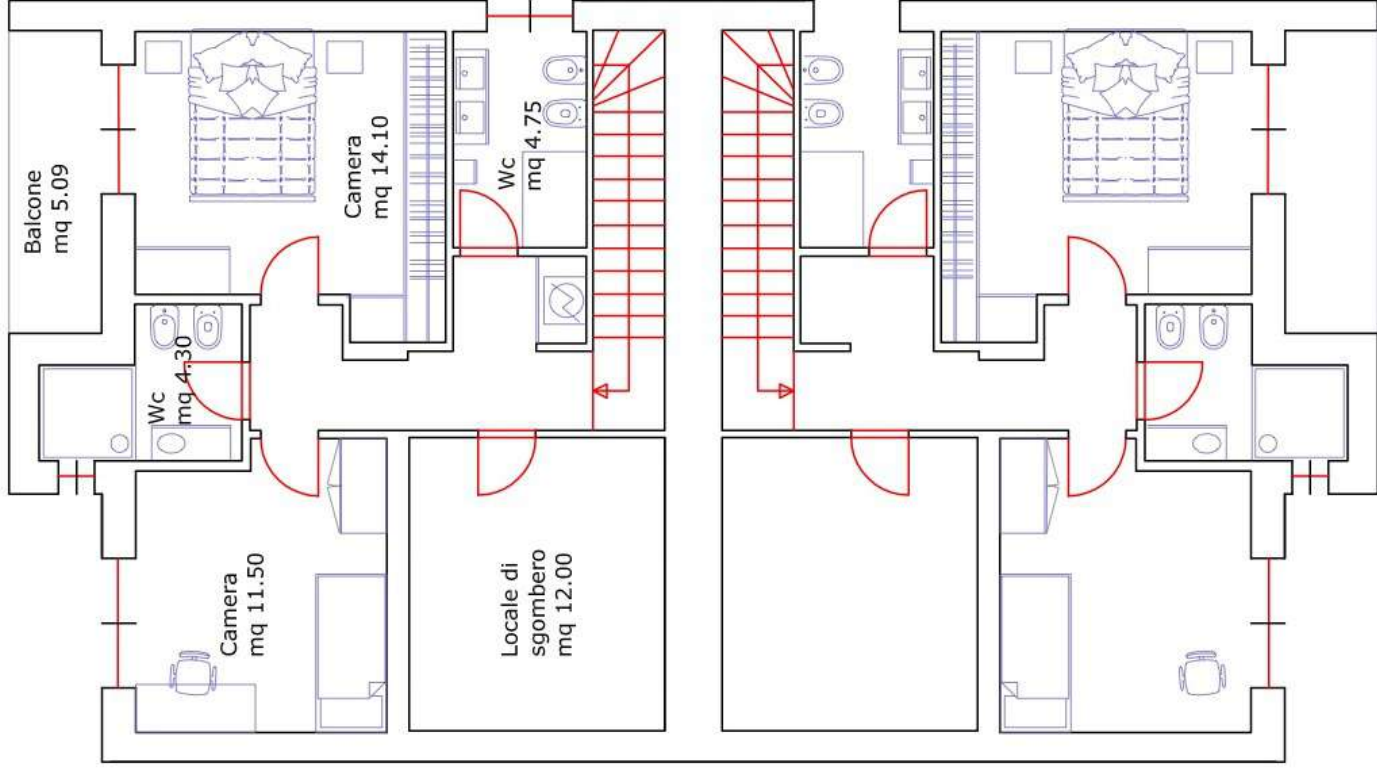 Balcone
mq 5.09
Camera
mq 14.10
Wc
mq 4.75
Wc
mq 4.30
Camera
mq 11.50
Locale di
sgombero
mq 12.00